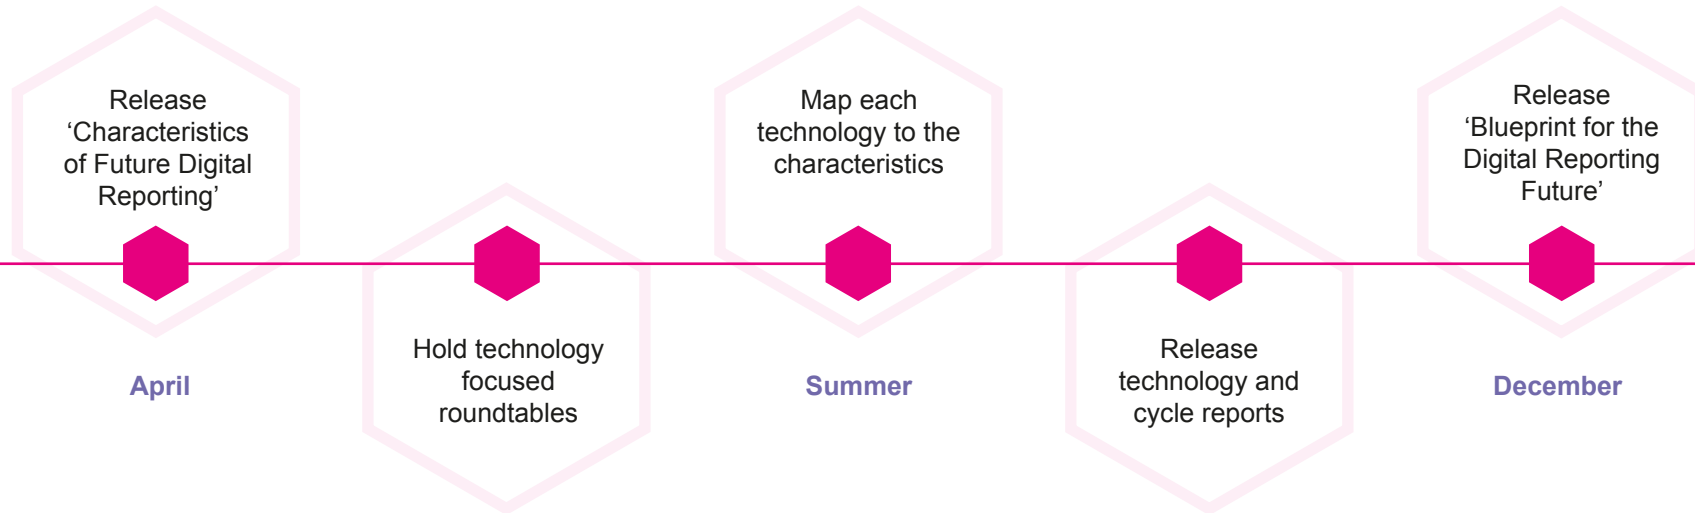 Release
‘Characteristics
of Future Digital
Reporting’
April
Hold technology
focused
roundtables
Map each
technology to the
characteristics
Summer
Release
technology and
cycle reports
Release
‘Blueprint for the
Digital Reporting
Future’
December